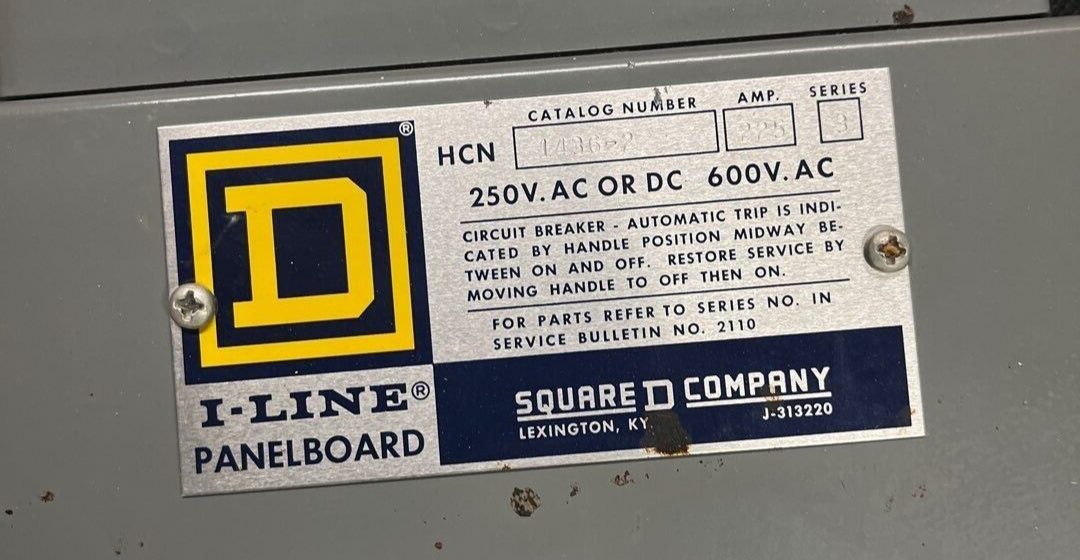 CATALOG NUMBER AMP. SERIES
HCN 225 3
250V. AC OR DC 600V. AC
CIRCUIT BREAKER - AUTOMATIC TRIP IS INDI-
CATED BY HANDLE POSITION MIDWAY BE-
TWEEN ON AND OFF. RESTORE SERVICE BY
MOVING HANDLE TO OFF THEN ON.
FOR PARTS REFER TO SERIES NO. IN
SERVICE BULLETIN NO. 2110
D ®
I-LINE®
PANELBOARD
SQUARE D COMPANY
LEXINGTON, KY
J-313220